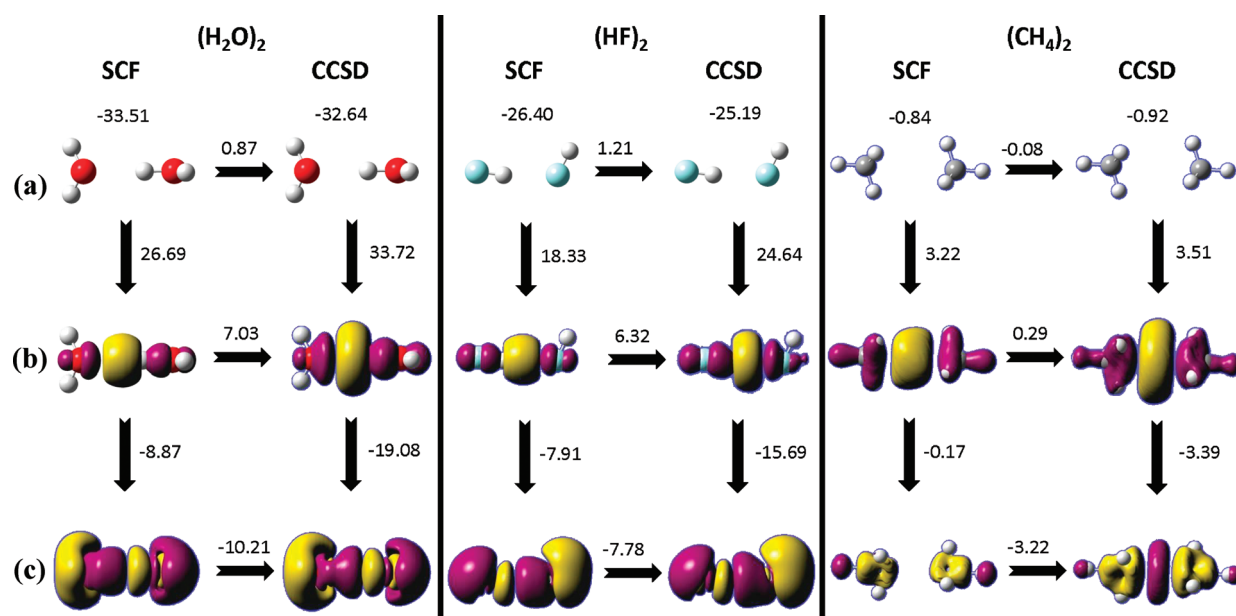 (H₂O)₂ (HF)₂ (CH₄)₂
SCF CCSD SCF CCSD SCF CCSD
-33.51 -32.64 -26.40 -25.19 -0.84 -0.92
0.87 1.21 -0.08
(a)
26.69 33.72 18.33 24.64 3.22 3.51
7.03 6.32 0.29
(b)
-8.87 -19.08 -7.91 -15.69 -0.17 -3.39
-10.21 -7.78 -3.22
(c)